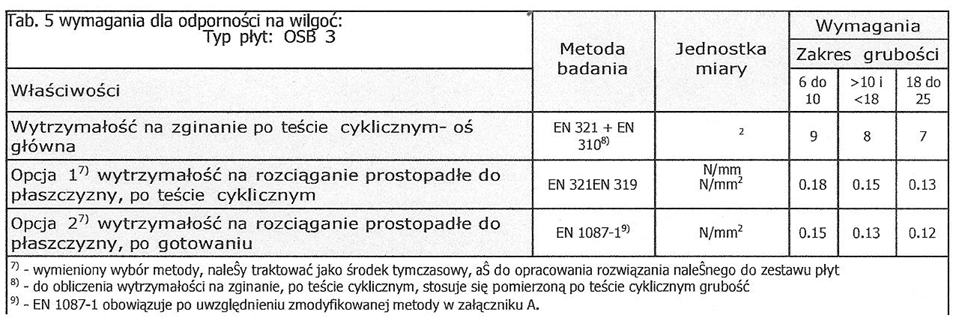 Tab. 5 wymagania dla odporności na wilgoć:
Typ płyt: OSB 3
Metoda badania
Jednostka miary
Wymagania
Zakres grubości
Właściwości
6 do 10
>10 i <18
18 do 25
Wytrzymałość na zginanie po teście cyklicznym- oś
główna
EN 321 + EN
310⁸⁾
2
9
8
7
Opcja 1⁷⁾ wytrzymałość na rozciąganie prostopadłe do
płaszczyzny, po teście cyklicznym
EN 321EN 319
N/mm
N/mm²
0.18
0.15
0.13
Opcja 2⁷⁾ wytrzymałość na rozciąganie prostopadłe do
płaszczyzny, po gotowaniu
EN 1087-1⁹⁾
N/mm²
0.15
0.13
0.12
⁷⁾ - wymieniony wybór metody, naleŜy traktować jako środek tymczasowy, aŜ do opracowania rozwiązania naleŜnego do zestawu płyt
⁸⁾ - do obliczenia wytrzymałości na zginanie, po teście cyklicznym, stosuje się pomierzoną po teście cyklicznym grubość
⁹⁾ - EN 1087-1 obowiązuje po uwzględnieniu zmodyfikowanej metody w załączniku A.